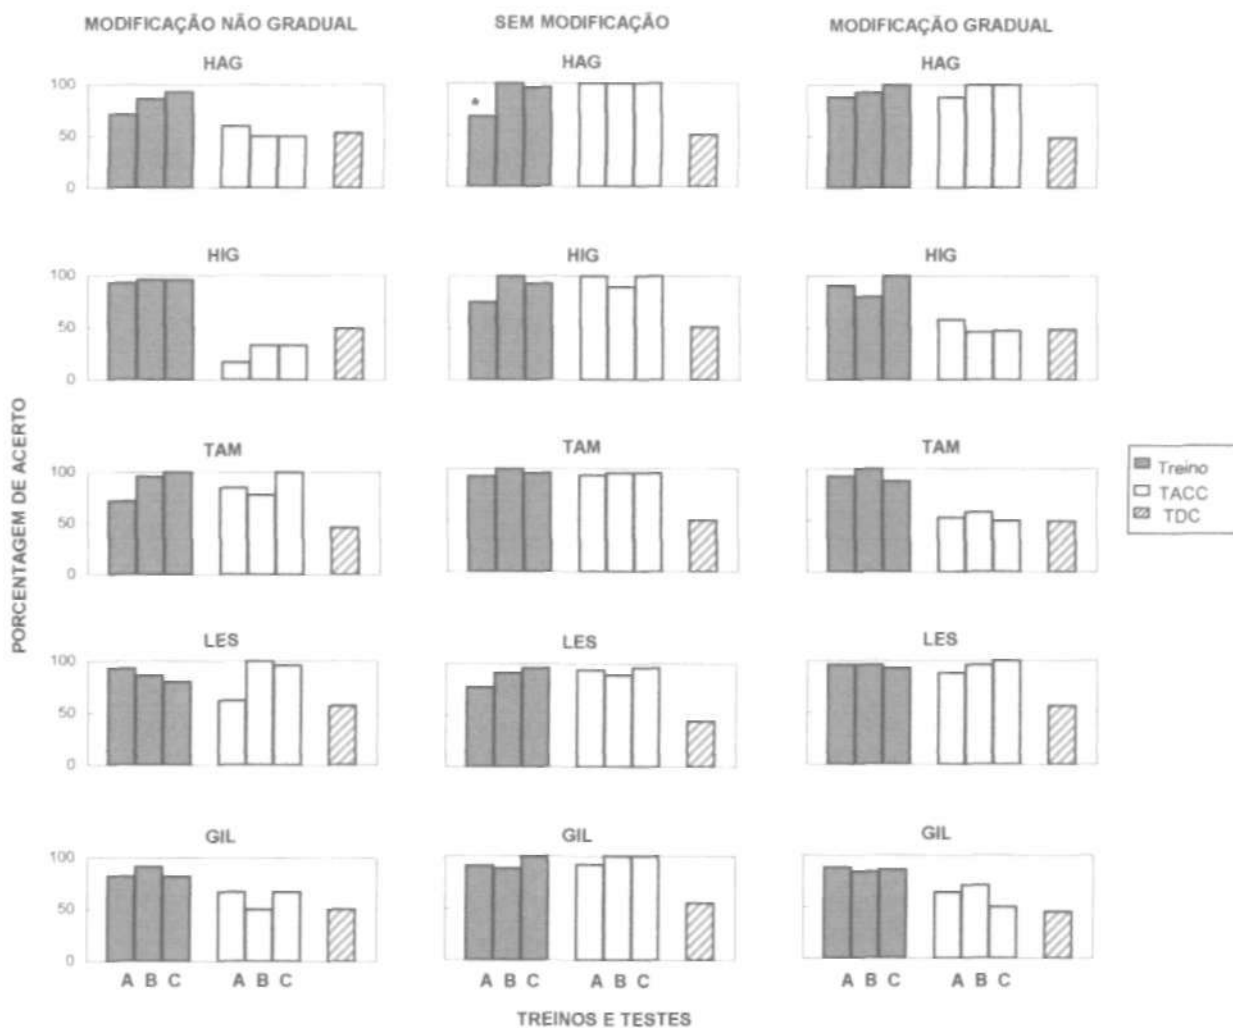 MODIFICAÇÃO NÃO GRADUAL
SEM MODIFICAÇÃO
MODIFICAÇÃO GRADUAL
HAG
HAG
HAG
100
50
0
*
HIG
HIG
HIG
100
50
0
TAM
TAM
TAM
100
50
0
LES
LES
LES
100
50
0
GIL
GIL
GIL
100
50
0
A B C A B C
A B C A B C
A B C A B C
PORCENTAGEM DE ACERTO
TREINOS E TESTES
Treino
TACC
TDC